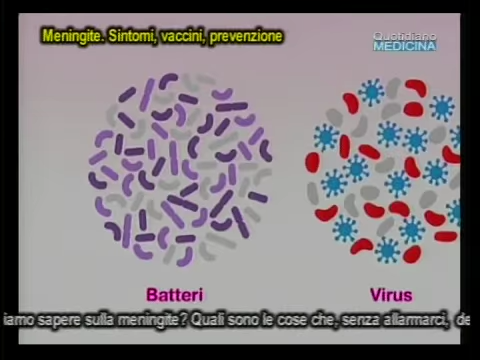 Meningite. Sintomi, vaccini, prevenzione
Quotidiano
MEDICINA
Batteri
Virus
iamo sapere sulla meningite? Quali sono le cose che, senza allarmarci, de